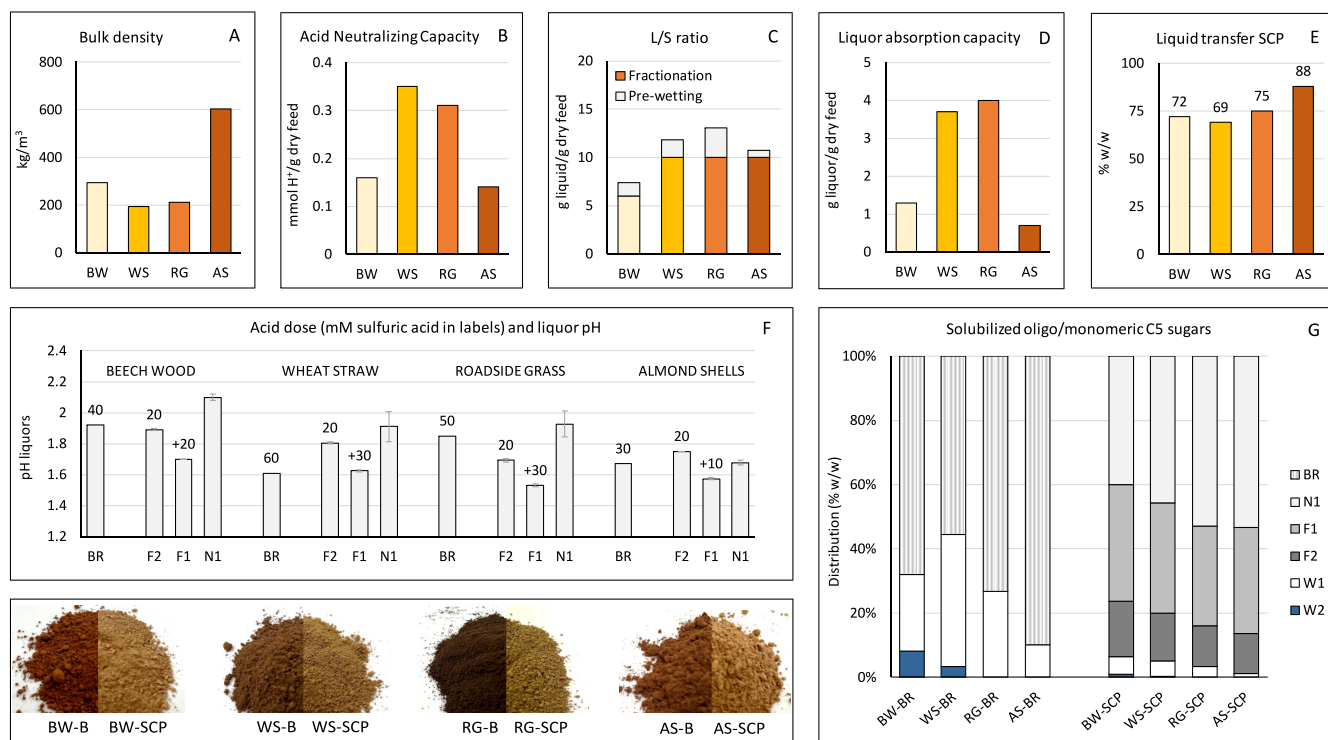 Bulk density A
800
600
400
200
0
kg/m³
BW WS RG AS
Acid Neutralizing Capacity B
0.4
0.3
0.2
0.1
0
mmol H⁺/g dry feed
BW WS RG AS
L/S ratio C
20
15
10
5
0
g liquid/g dry feed
Fractionation
Pre-wetting
BW WS RG AS
Liquor absorption capacity D
5
4
3
2
1
0
g liquor/g dry feed
BW WS RG AS
Liquid transfer SCP E
100
75
50
25
0
% w/w
72 69 75 88
BW WS RG AS
Acid dose (mM sulfuric acid in labels) and liquor pH F
2.4
2.2
2
1.8
1.6
1.4
1.2
pH liquors
BEECH WOOD WHEAT STRAW ROADSIDE GRASS ALMOND SHELLS
40 20 +20 60 20 +30 50 20 +30 30 20 +10
BR F2 F1 N1 BR F2 F1 N1 BR F2 F1 N1 BR F2 F1 N1
Solubilized oligo/monomeric C5 sugars G
100%
80%
60%
40%
20%
0%
Distribution (% w/w)
BR
N1
F1
F2
W1
W2
BW-BR WS-BR RG-BR AS-BR BW-SCP WS-SCP RG-SCP AS-SCP
BW-B BW-SCP WS-B WS-SCP RG-B RG-SCP AS-B AS-SCP